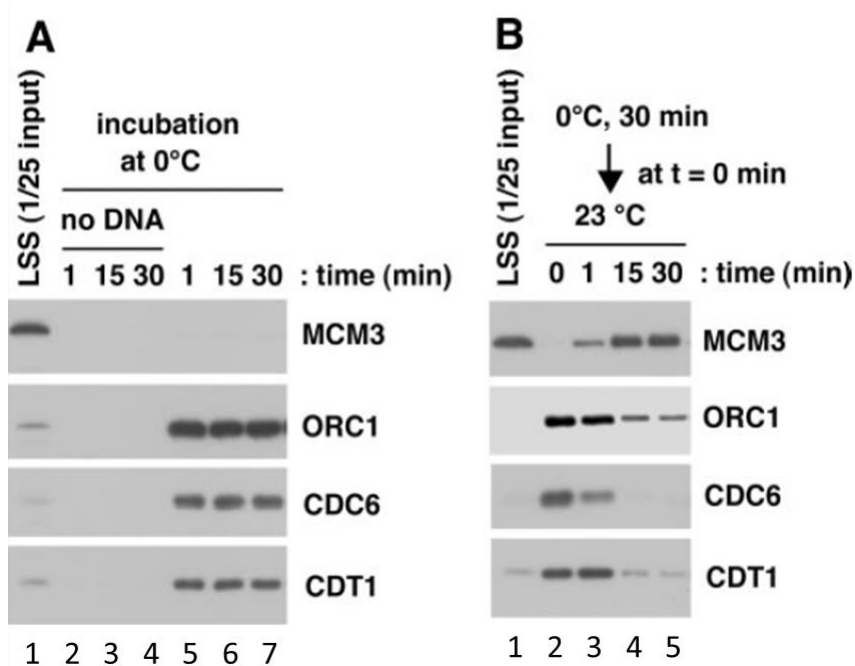 A
LSS (1/25 input)
incubation
at 0°C
no DNA
1 15 30 1 15 30 : time (min)
MCM3
ORC1
CDC6
CDT1
1 2 3 4 5 6 7
B
LSS (1/25 input)
0°C, 30 min
at t = 0 min
23 °C
0 1 15 30 : time (min)
MCM3
ORC1
CDC6
CDT1
1 2 3 4 5